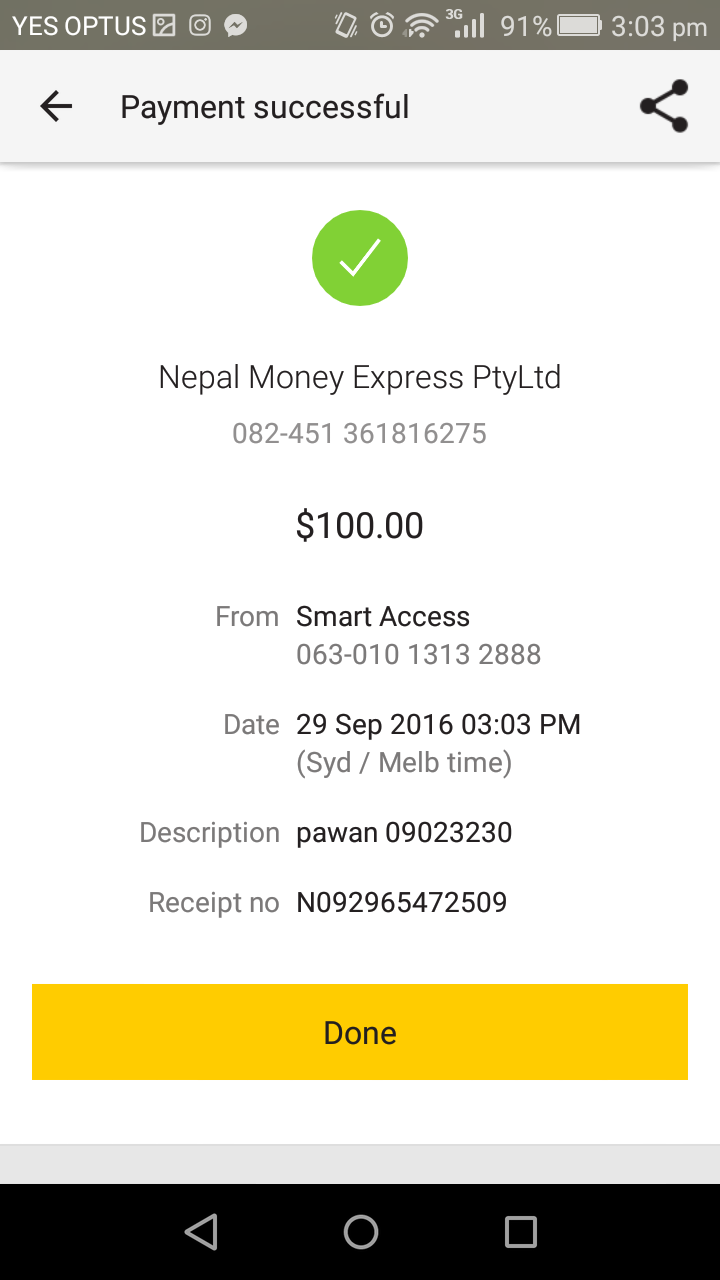 YES OPTUS 3G 91% 3:03 pm
Payment successful
Nepal Money Express PtyLtd
082-451 361816275
$100.00
From Smart Access
063-010 1313 2888
Date 29 Sep 2016 03:03 PM
(Syd / Melb time)
Description pawan 09023230
Receipt no N092965472509
Done